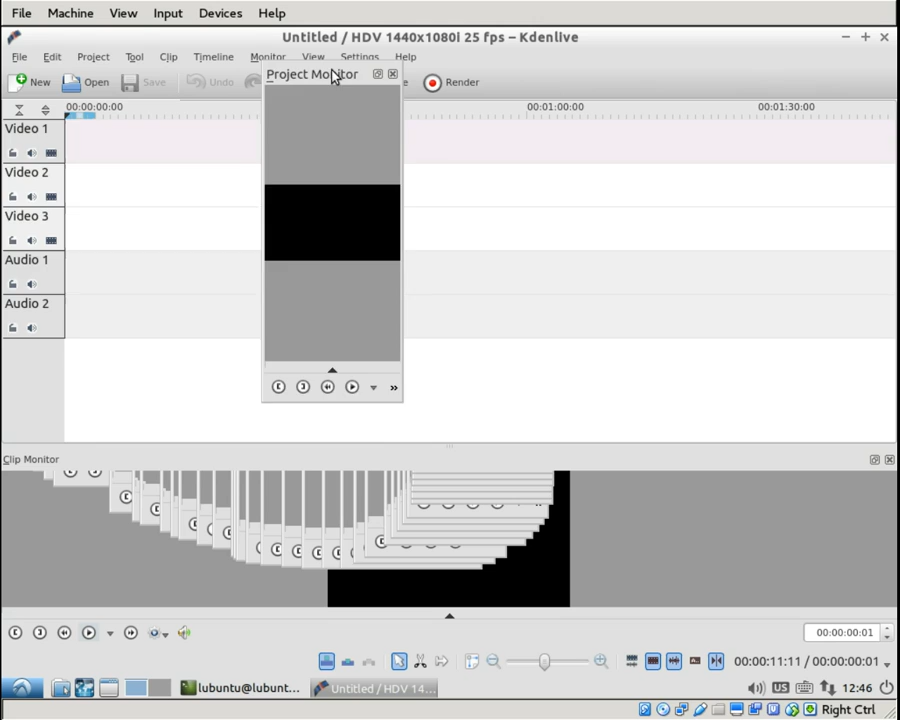 File Machine View Input Devices Help
Untitled / HDV 1440x1080i 25 fps – Kdenlive
File Edit Project Tool Clip Timeline Monitor View Settings Help
Project Monitor
New Open Save Undo Render
00:00:00:00 00:01:00:00 00:01:30:00
Video 1
Video 2
Video 3
Audio 1
Audio 2
Clip Monitor
00:00:00:01
00:00:11:11 / 00:00:00:01
lubuntu@lubunt... Untitled / HDV 14... US 12:46
Right Ctrl